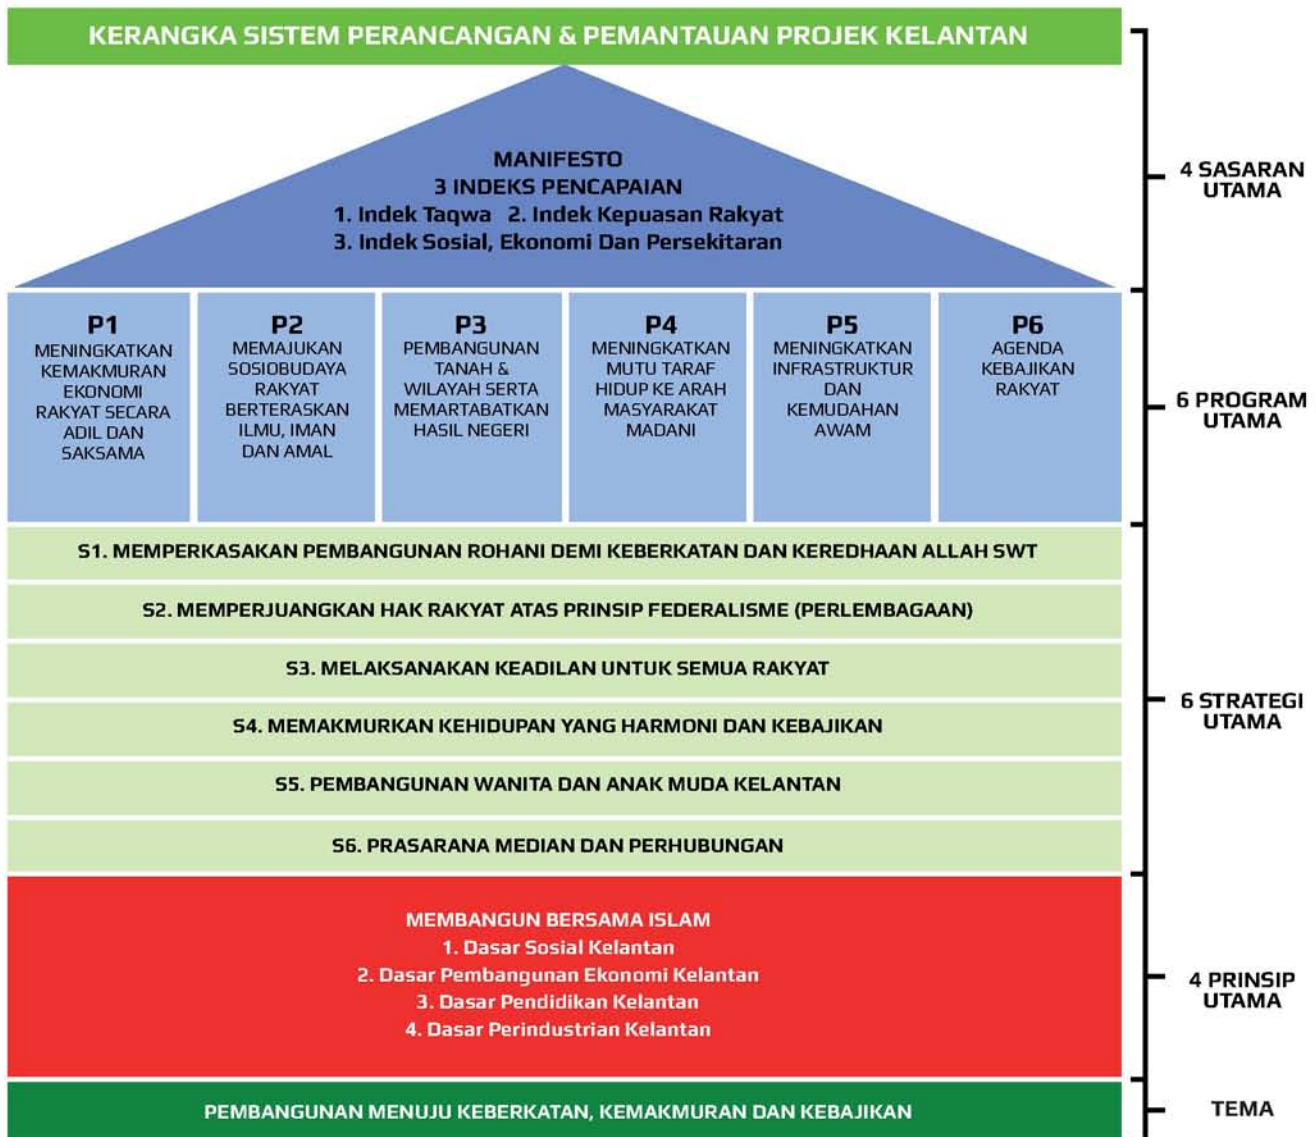 KERANGKA SISTEM PERANCANGAN & PEMANTAUAN PROJEK KELANTAN
MANIFESTO
3 INDEKS PENCAPAIAN
1. Indek Taqwa 2. Indek Kepuasan Rakyat
3. Indek Sosial, Ekonomi Dan Persekitaran
4 SASARAN
UTAMA
P1
MENINGKATKAN
KEMAKMURAN
EKONOMI
RAKYAT SECARA
ADIL DAN
SAKSAMA
P2
MEMAJUKAN
SOSIOBUDAYA
RAKYAT
BERTERASKAN
ILMU, IMAN
DAN AMAL
P3
PEMBANGUNAN
TANAH &
WILAYAH SERTA
MEMARTABATKAN
HASIL NEGERI
P4
MENINGKATKAN
MUTU TARAF
HIDUP KE ARAH
MASYARAKAT
MADANI
P5
MENINGKATKAN
INFRASTRUKTUR
DAN
KEMUDAHAN
AWAM
P6
AGENDA
KEBAJIKAN
RAKYAT
6 PROGRAM
UTAMA
S1. MEMPERKASAKAN PEMBANGUNAN ROHANI DEMI KEBERKATAN DAN KEREDHAAN ALLAH SWT
S2. MEMPERJUANGKAN HAK RAKYAT ATAS PRINSIP FEDERALISME (PERLEMBAGAAN)
S3. MELAKSANAKAN KEADILAN UNTUK SEMUA RAKYAT
S4. MEMAKMURKAN KEHIDUPAN YANG HARMONI DAN KEBAJIKAN
S5. PEMBANGUNAN WANITA DAN ANAK MUDA KELANTAN
S6. PRASARANA MEDIAN DAN PERHUBUNGAN
6 STRATEGI
UTAMA
MEMBANGUN BERSAMA ISLAM
1. Dasar Sosial Kelantan
2. Dasar Pembangunan Ekonomi Kelantan
3. Dasar Pendidikan Kelantan
4. Dasar Perindustrian Kelantan
4 PRINSIP
UTAMA
PEMBANGUNAN MENUJU KEBERKATAN, KEMAKMURAN DAN KEBAJIKAN
TEMA